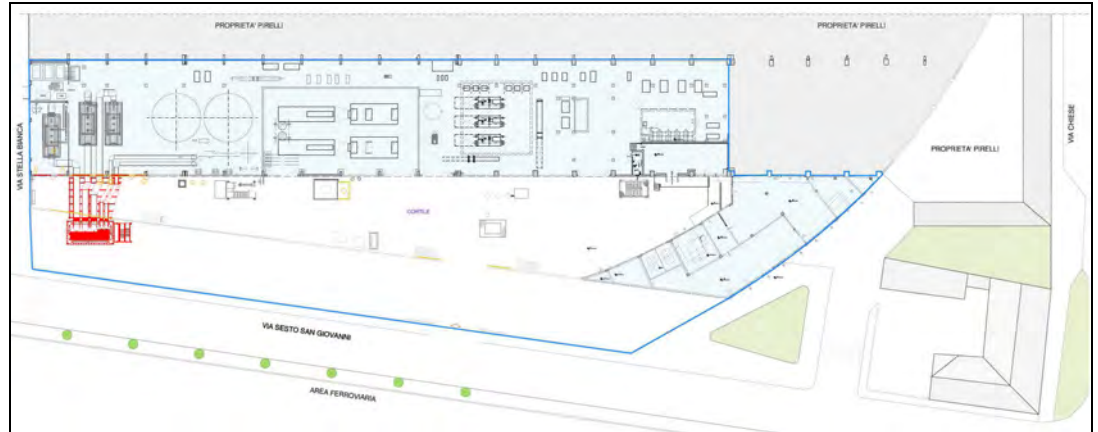 PROPRIETA' PIRELLI
PROPRIETA' PIRELLI
VIA CHIESE
PROPRIETA' PIRELLI
VIA STELLA BIANCA
CORTILE
VIA SESTO SAN GIOVANNI
AREA FERROVIARIA